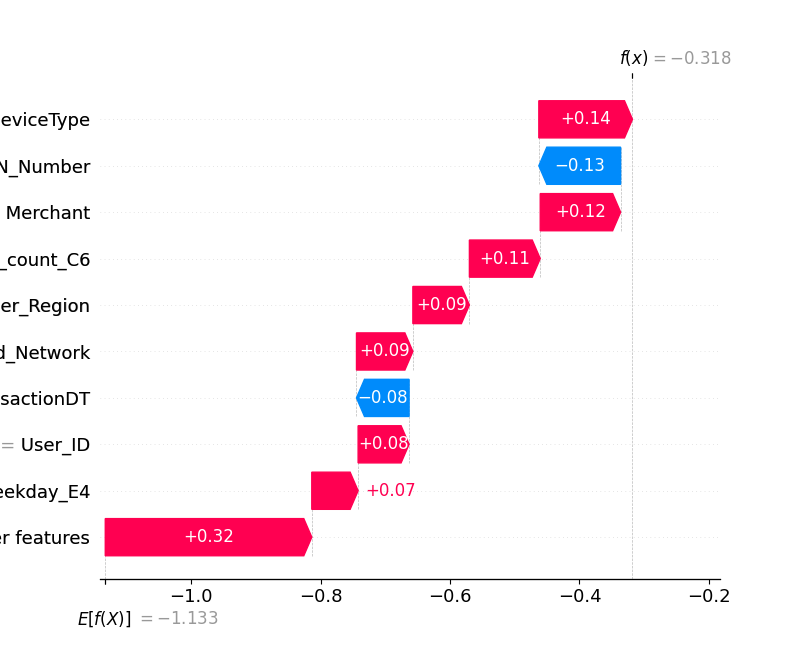 f(x) = −0.318
eviceType +0.14
N_Number −0.13
Merchant +0.12
_count_C6 +0.11
er_Region +0.09
d_Network +0.09
sactionDT −0.08
= User_ID +0.08
eekday_E4 +0.07
er features +0.32
−1.0 −0.8 −0.6 −0.4 −0.2
E[f(X)] = −1.133